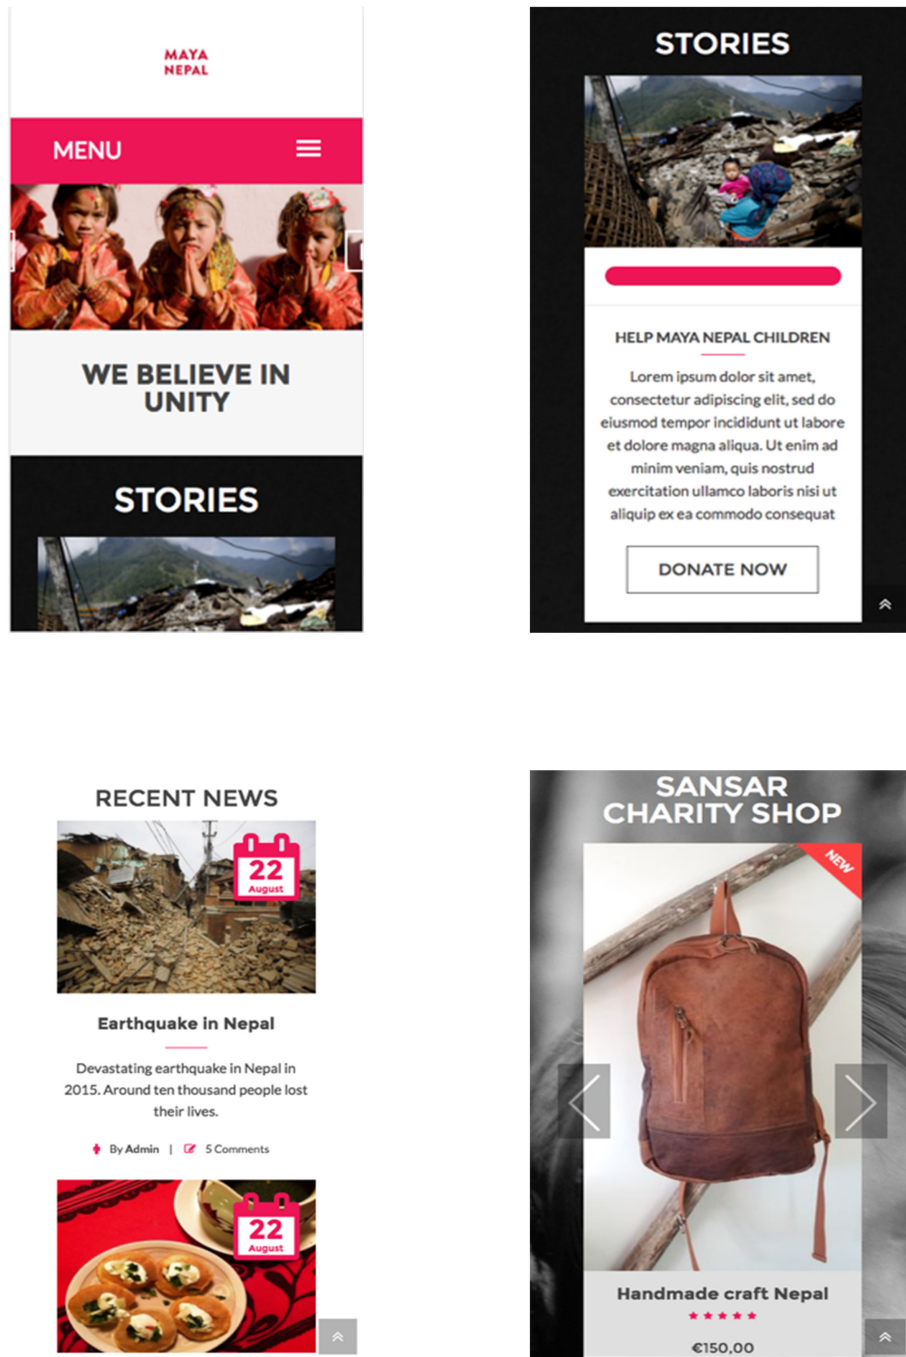 MAYA
NEPAL
MENU
WE BELIEVE IN
UNITY
STORIES
STORIES
HELP MAYA NEPAL CHILDREN
Lorem ipsum dolor sit amet,
consectetur adipiscing elit, sed do
eiusmod tempor incididunt ut labore
et dolore magna aliqua. Ut enim ad
minim veniam, quis nostrud
exercitation ullamco laboris nisi ut
aliquip ex ea commodo consequat
DONATE NOW
RECENT NEWS
22
August
Earthquake in Nepal
Devastating earthquake in Nepal in
2015. Around ten thousand people lost
their lives.
By Admin | 5 Comments
22
August
SANSAR
CHARITY SHOP
NEW
Handmade craft Nepal
€150,00